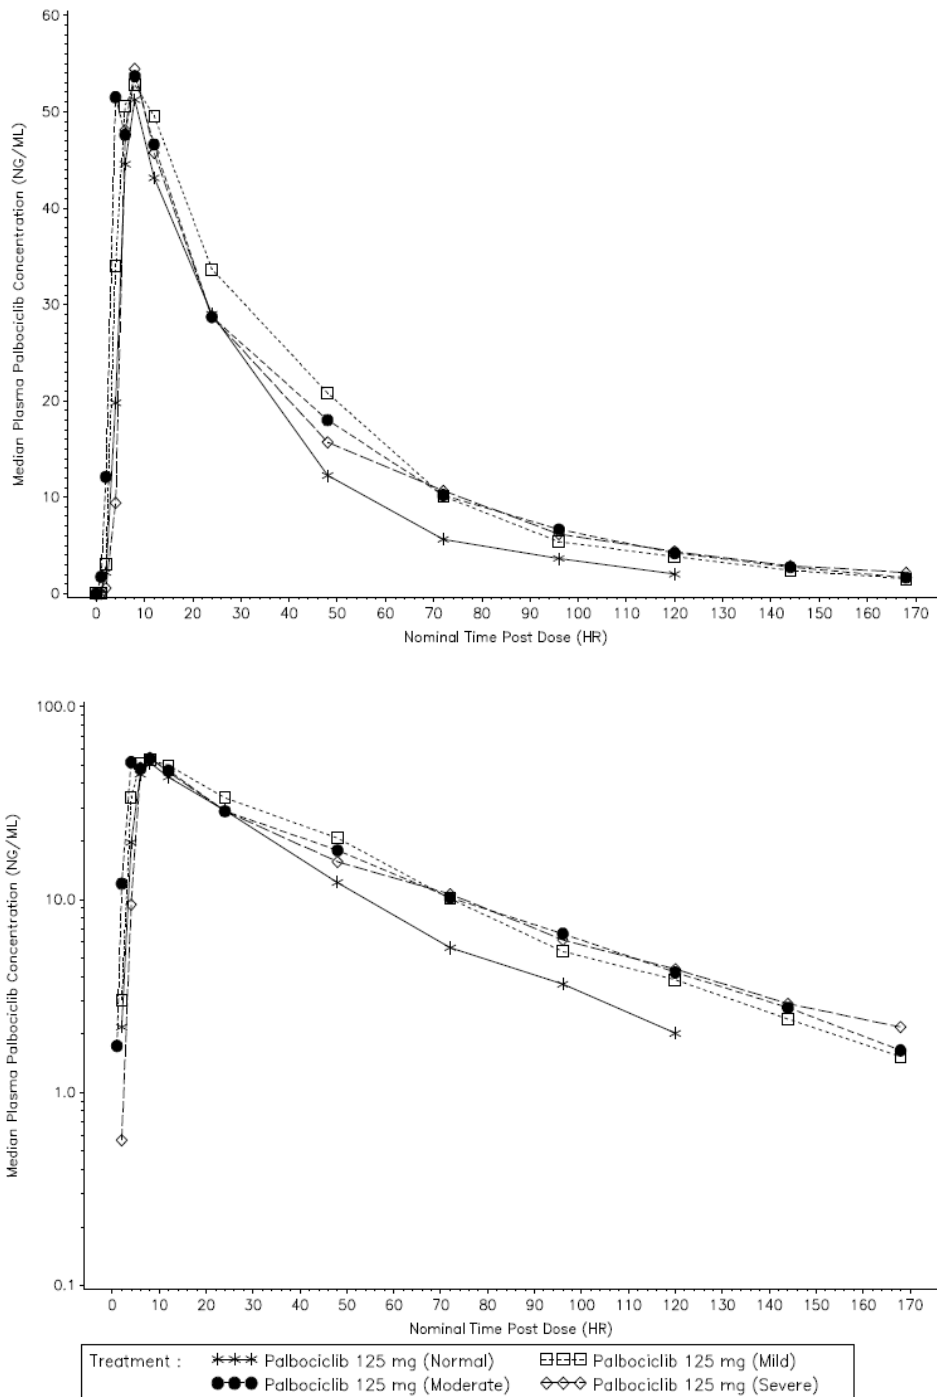 60
50
40
30
20
10
0
Median Plasma Palbociclib Concentration (NG/ML)
0 10 20 30 40 50 60 70 80 90 100 110 120 130 140 150 160 170
Nominal Time Post Dose (HR)
100.0
10.0
1.0
0.1
Median Plasma Palbociclib Concentration (NG/ML)
0 10 20 30 40 50 60 70 80 90 100 110 120 130 140 150 160 170
Nominal Time Post Dose (HR)
Treatment : Palbociclib 125 mg (Normal) Palbociclib 125 mg (Mild)
Palbociclib 125 mg (Moderate) Palbociclib 125 mg (Severe)